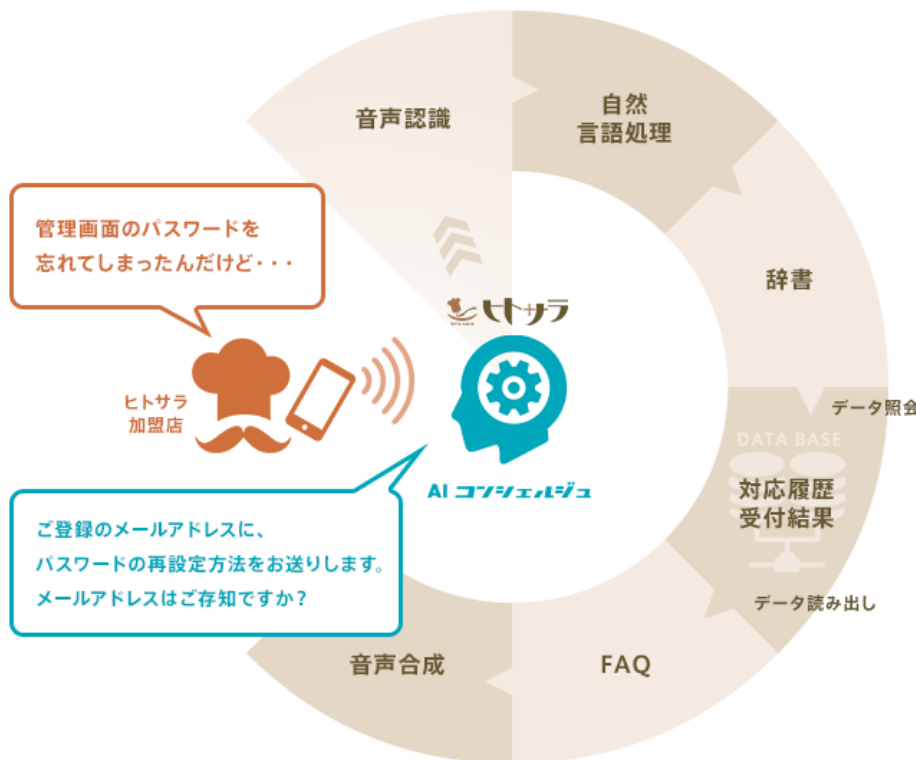 音声認識
自然
言語処理
管理画面のパスワードを
忘れてしまったんだけど・・・
辞書
ヒトサラ
ヒトサラ
加盟店
データ照会
DATA BASE
対応履歴
受付結果
AI コンシェルジュ
ご登録のメールアドレスに、
パスワードの再設定方法をお送りします。
メールアドレスはご存知ですか？
データ読み出し
音声合成
FAQ